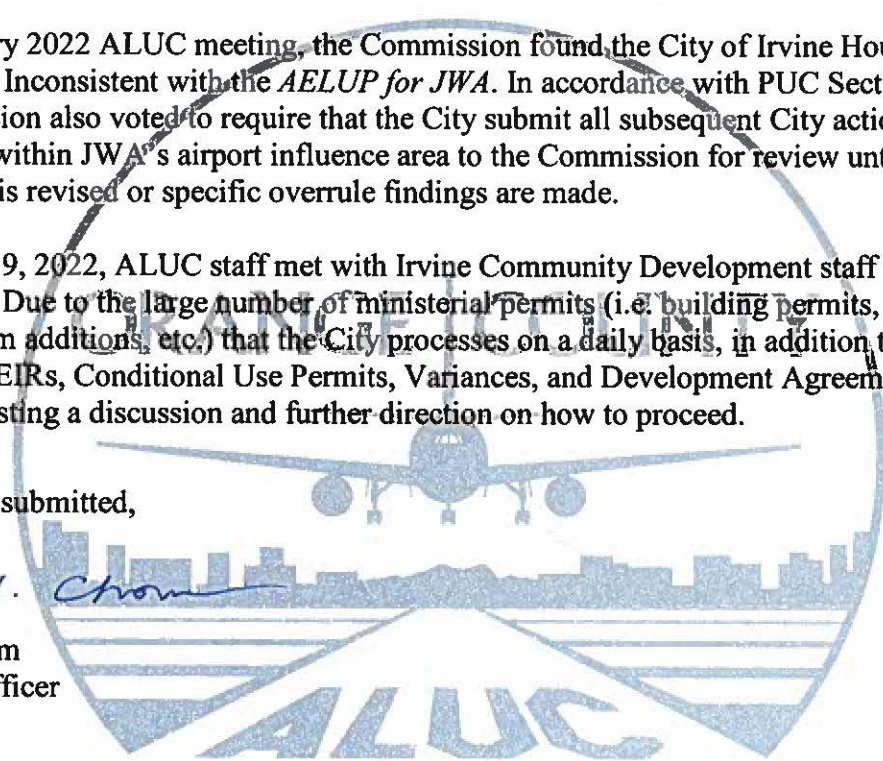 ry 2022 ALUC meeting, the Commission found the City of Irvine Hou
Inconsistent with the AELUP for JWA. In accordance with PUC Sect
sion also voted to require that the City submit all subsequent City actio
within JWA's airport influence area to the Commission for review unt
is revised or specific overrule findings are made.
9, 2022, ALUC staff met with Irvine Community Development staff
Due to the large number of ministerial permits (i.e. building permits,
m additions, etc.) that the City processes on a daily basis, in addition t
EIRs, Conditional Use Permits, Variances, and Development Agreem
sting a discussion and further direction on how to proceed.
ORANGE COUNTY
submitted,
m
fficer
ALUC